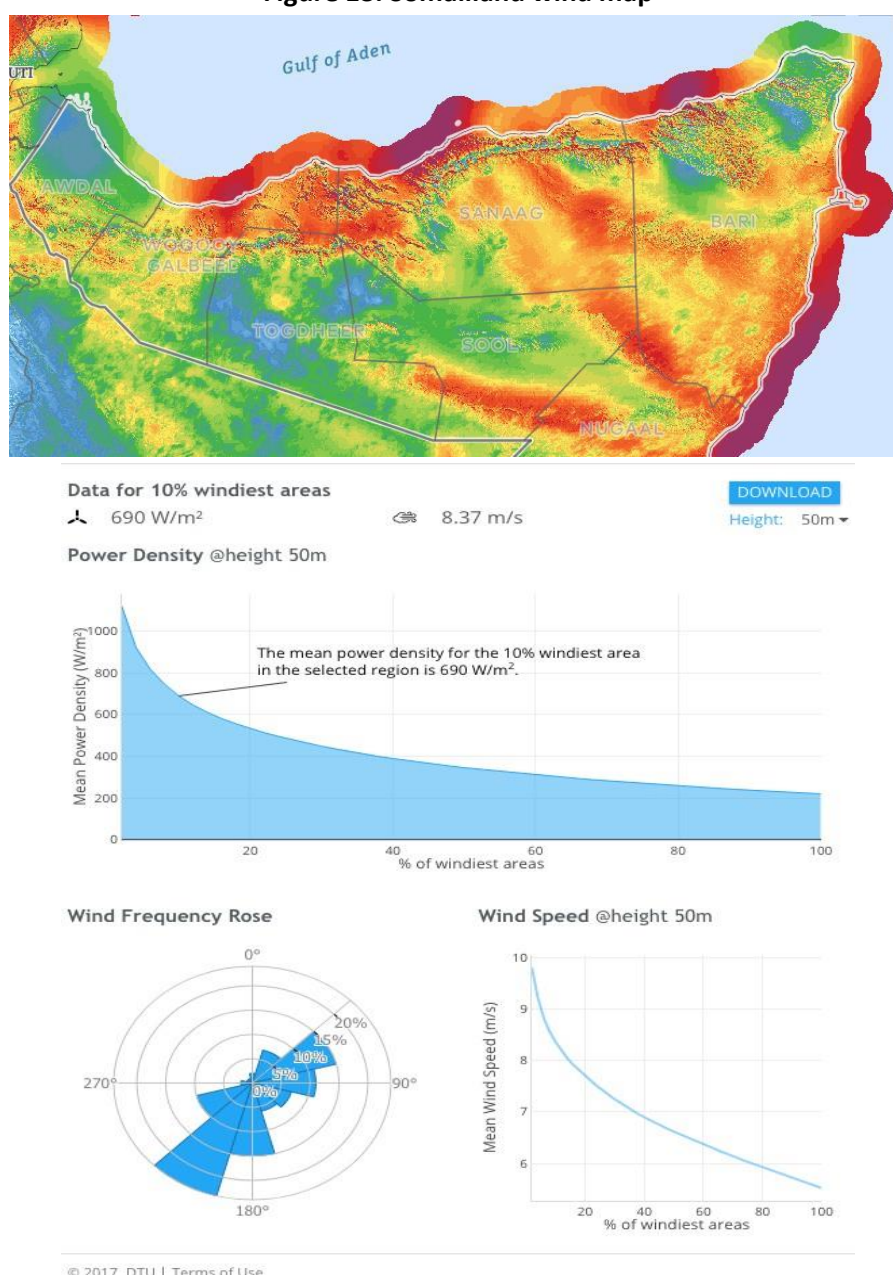 Figure 13: Somaliland Wind Map
Gulf of Aden
UTI
AWDAL
WOQOOY
GALBEED
TOGDHEER
SANAAG
SOOL
BARI
NUGAAL
Data for 10% windiest areas
690 W/m²
8.37 m/s
DOWNLOAD
Height: 50m
Power Density @height 50m
Mean Power Density (W/m²)
1000
800
600
400
200
0
The mean power density for the 10% windiest area
in the selected region is 690 W/m².
20 40 60 80 100
% of windiest areas
Wind Frequency Rose
0°
20%
15%
10%
5%
0%
270°
90°
180°
Wind Speed @height 50m
Mean Wind Speed (m/s)
10
9
8
7
6
20 40 60 80 100
% of windiest areas
© 2017, DTU | Terms of Use